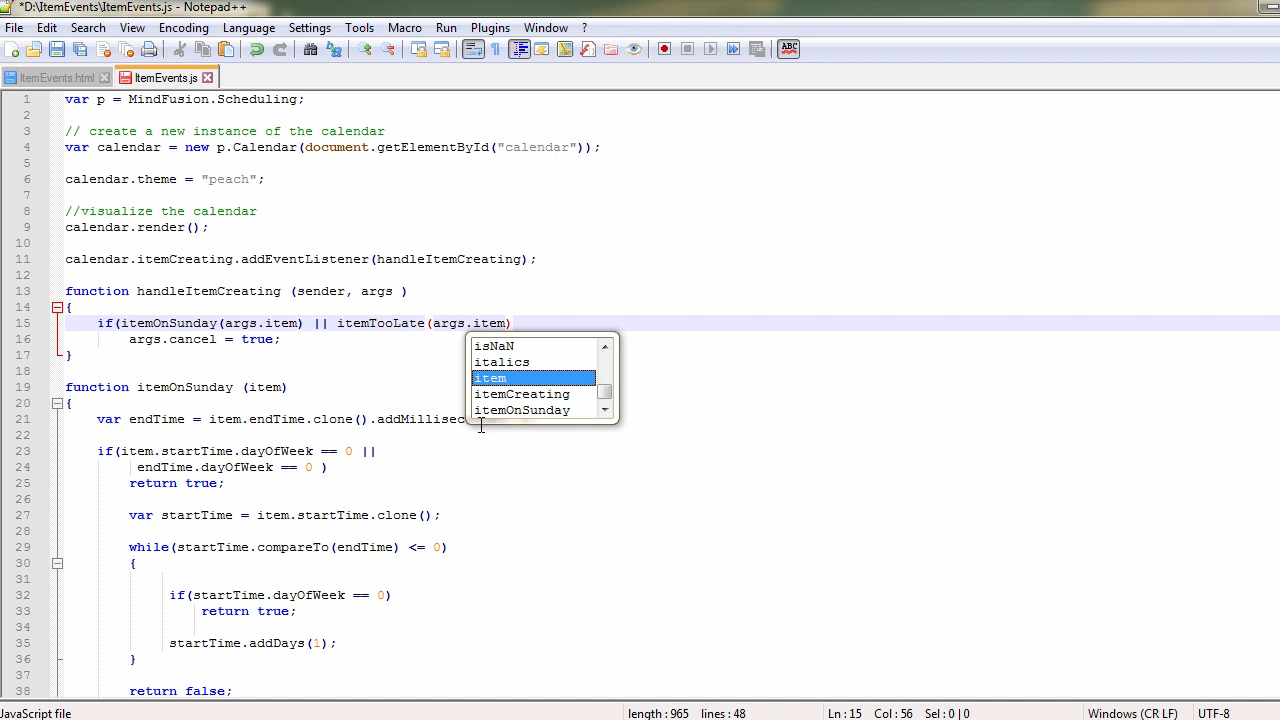 *D:\ItemEvents\ItemEvents.js - Notepad++
File Edit Search View Encoding Language Settings Tools Macro Run Plugins Window ?
ABC
ItemEvents.html ItemEvents.js
1 var p = MindFusion.Scheduling;
2
3 // create a new instance of the calendar
4 var calendar = new p.Calendar(document.getElementById("calendar"));
5
6 calendar.theme = "peach";
7
8 //visualize the calendar
9 calendar.render();
10
11 calendar.itemCreating.addEventListener(handleItemCreating);
12
13 function handleItemCreating (sender, args )
14 {
15 if(itemOnSunday(args.item) || itemTooLate(args.item)
16 args.cancel = true;
17 }
18
19 function itemOnSunday (item)
20 {
21 var endTime = item.endTime.clone().addMillisec
22
23 if(item.startTime.dayOfWeek == 0 ||
24 endTime.dayOfWeek == 0 )
25 return true;
26
27 var startTime = item.startTime.clone();
28
29 while(startTime.compareTo(endTime) <= 0)
30 {
31
32 if(startTime.dayOfWeek == 0)
33 return true;
34
35 startTime.addDays(1);
36 }
37
38 return false;
isNaN
italics
item
itemCreating
itemOnSunday
JavaScript file length : 965 lines : 48 Ln : 15 Col : 56 Sel : 0 | 0 Windows (CR LF) UTF-8